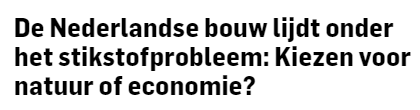 De Nederlandse bouw lijdt onder
het stikstofprobleem: Kiezen voor
natuur of economie?